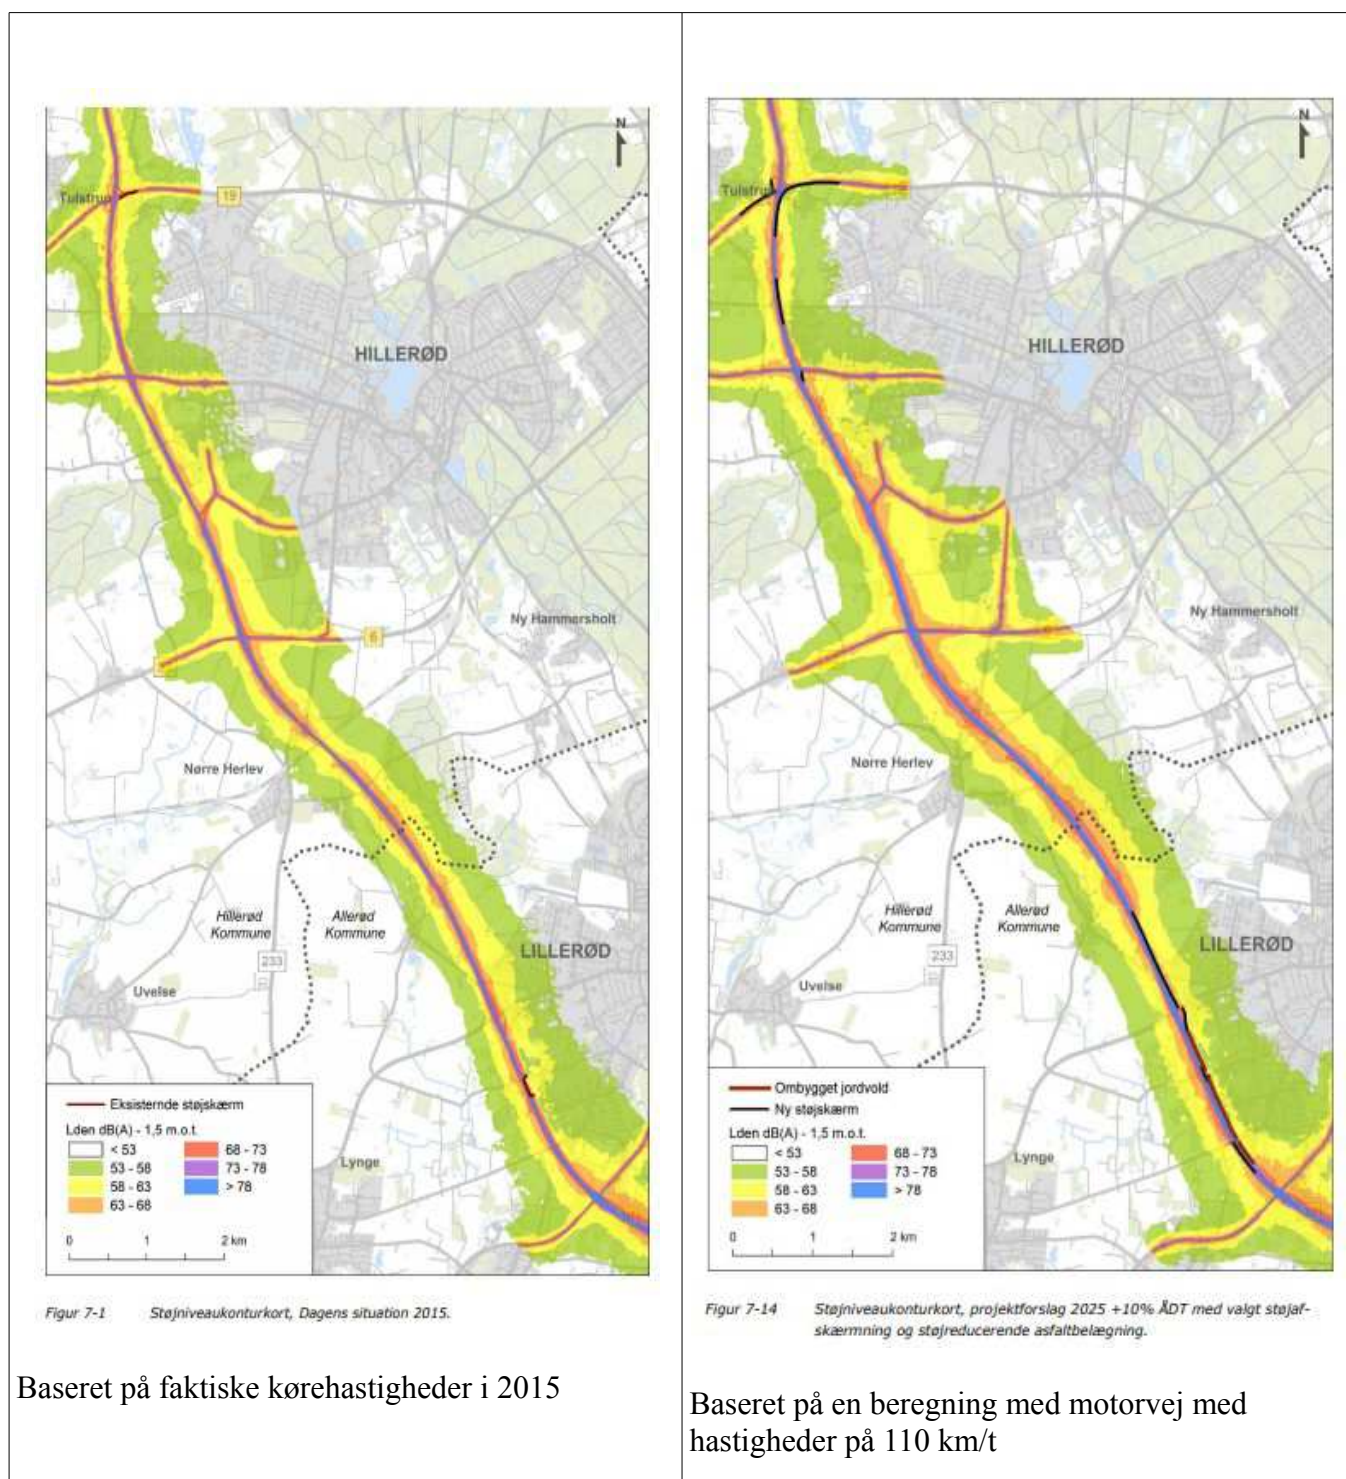 N
Tulstrup
19
HILLERØD
6
Ny Hammersholt
Nørre Herlev
Hillerød
Kommune
Allerød
Kommune
233
LILLERØD
Uvelse
Lynge
Eksisternde støjskærm
Lden dB(A) - 1,5 m.o.t.
< 53
53 - 58
58 - 63
63 - 68
68 - 73
73 - 78
> 78
0 1 2 km
Figur 7-1 Støjniveaukonturkort, Dagens situation 2015.
Baseret på faktiske kørehastigheder i 2015
N
Tulstrup
HILLERØD
Ny Hammersholt
Nørre Herlev
Hillerød
Kommune
Allerød
Kommune
233
LILLERØD
Uvelse
Lynge
Ombygget jordvold
Ny støjskærm
Lden dB(A) - 1,5 m.o.t.
< 53
53 - 58
58 - 63
63 - 68
68 - 73
73 - 78
> 78
0 1 2 km
Figur 7-14 Støjniveaukonturkort, projektforslag 2025 +10% ÅDT med valgt støjaf-
skærmning og støjreducerende asfaltbelægning.
Baseret på en beregning med motorvej med
hastigheder på 110 km/t